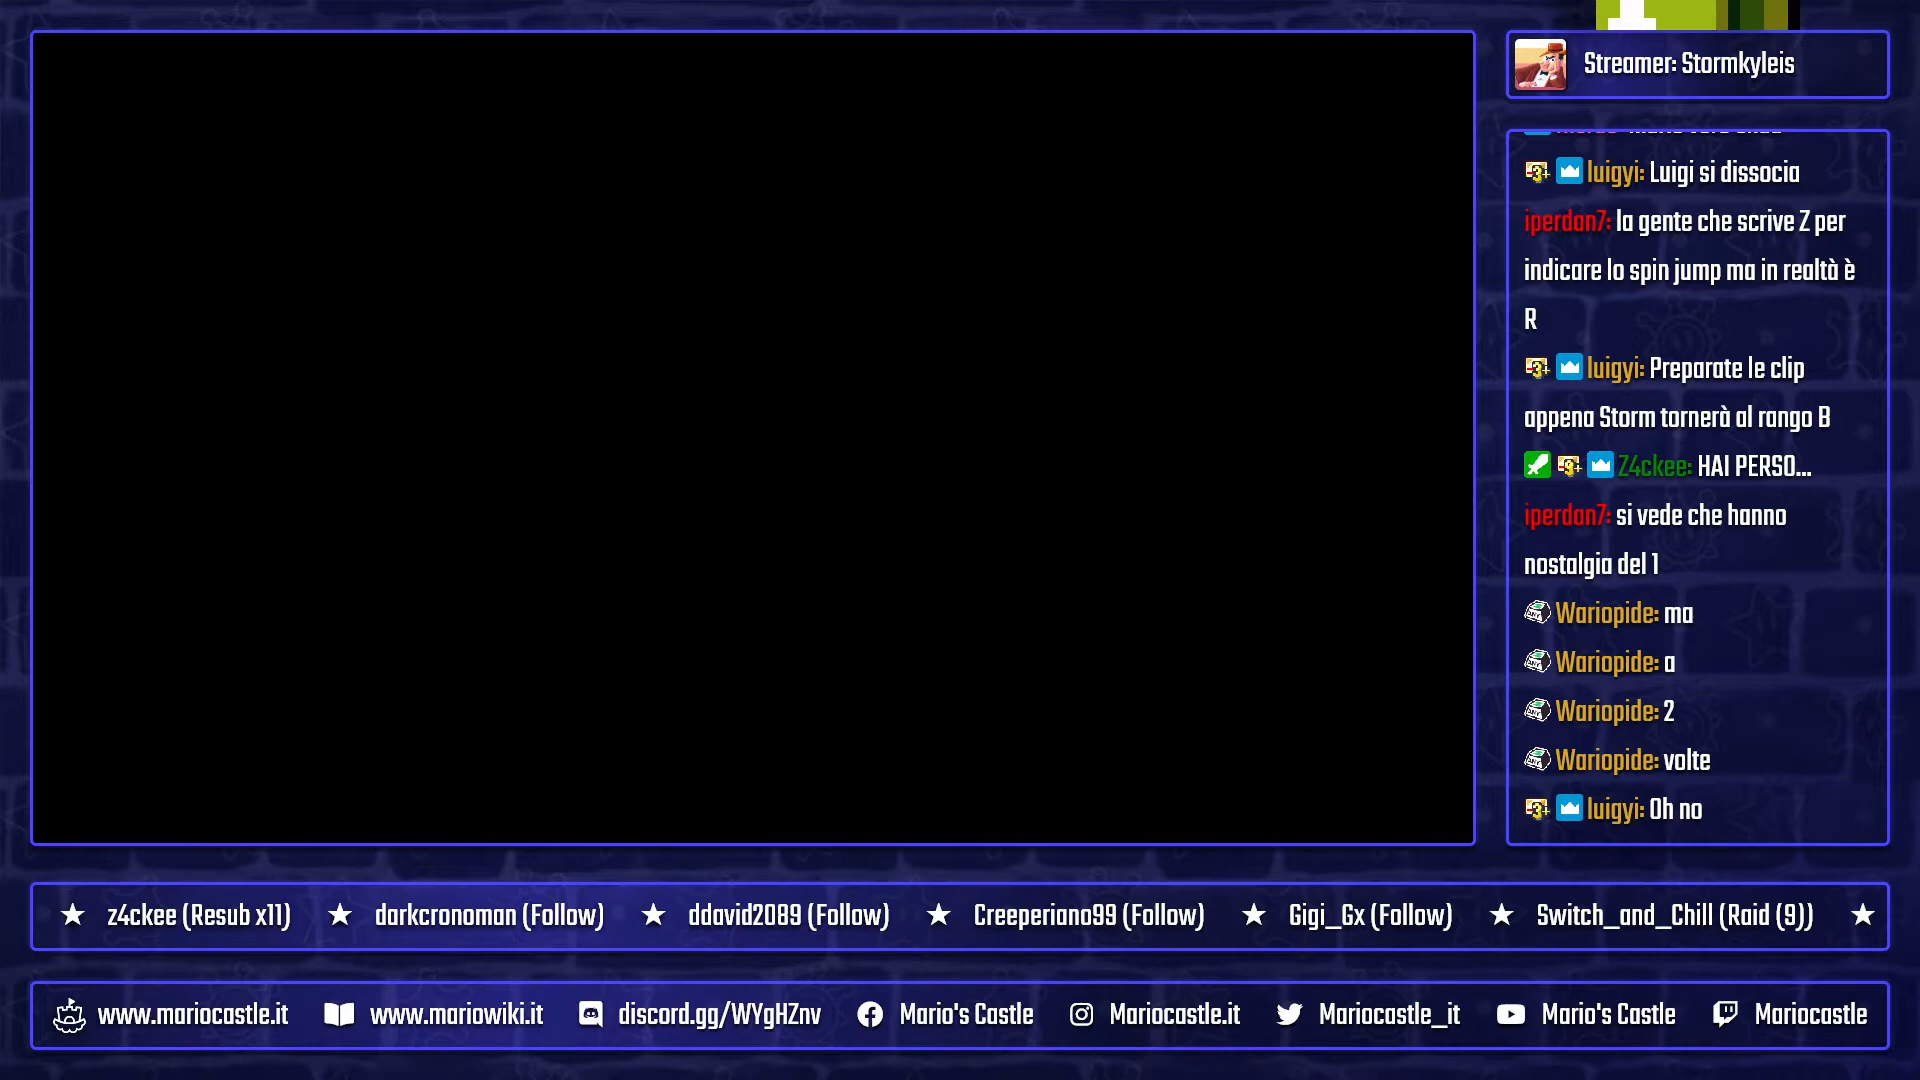 Streamer: Stormkyleis
luigyi: Luigi si dissocia
iperdan7: la gente che scrive Z per
indicare lo spin jump ma in realtà è
R
luigyi: Preparate le clip
appena Storm tornerà al rango B
Z4ckee: HAI PERSO...
iperdan7: si vede che hanno
nostalgia del 1
Wariopide: ma
Wariopide: a
Wariopide: 2
Wariopide: volte
luigyi: Oh no
★ z4ckee (Resub x11) ★ darkcronoman (Follow) ★ ddavid2089 (Follow) ★ Creeperiano99 (Follow) ★ Gigi_Gx (Follow) ★ Switch_and_Chill (Raid (9)) ★
www.mariocastle.it www.mariowiki.it discord.gg/WYgHZnv Mario's Castle Mariocastle.it Mariocastle_it Mario's Castle Mariocastle